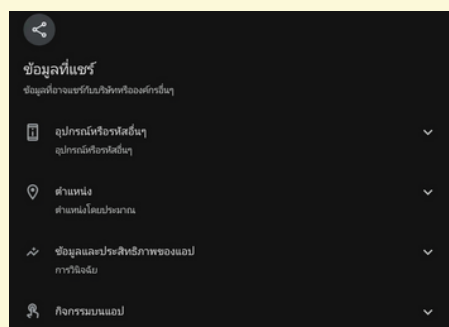 ข้อมูลที่แชร์
ข้อมูลที่อาจแชร์กับบริษัทหรือองค์กรอื่นๆ
อุปกรณ์หรือรหัสอื่นๆ
อุปกรณ์หรือรหัสอื่นๆ
ตำแหน่ง
ตำแหน่งโดยประมาณ
ข้อมูลและประสิทธิภาพของแอป
การวินิจฉัย
กิจกรรมบนแอป